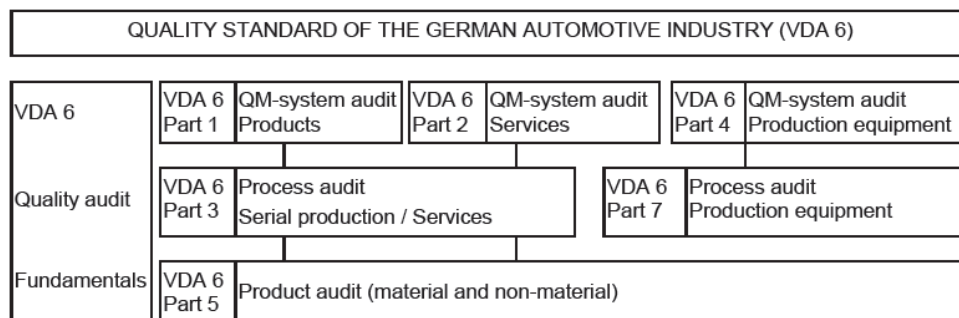 QUALITY STANDARD OF THE GERMAN AUTOMOTIVE INDUSTRY (VDA 6)
VDA 6
Quality audit
Fundamentals
VDA 6
Part 1
QM-system audit
Products
VDA 6
Part 2
QM-system audit
Services
VDA 6
Part 4
QM-system audit
Production equipment
VDA 6
Part 3
Process audit
Serial production / Services
VDA 6
Part 7
Process audit
Production equipment
VDA 6
Part 5
Product audit (material and non-material)